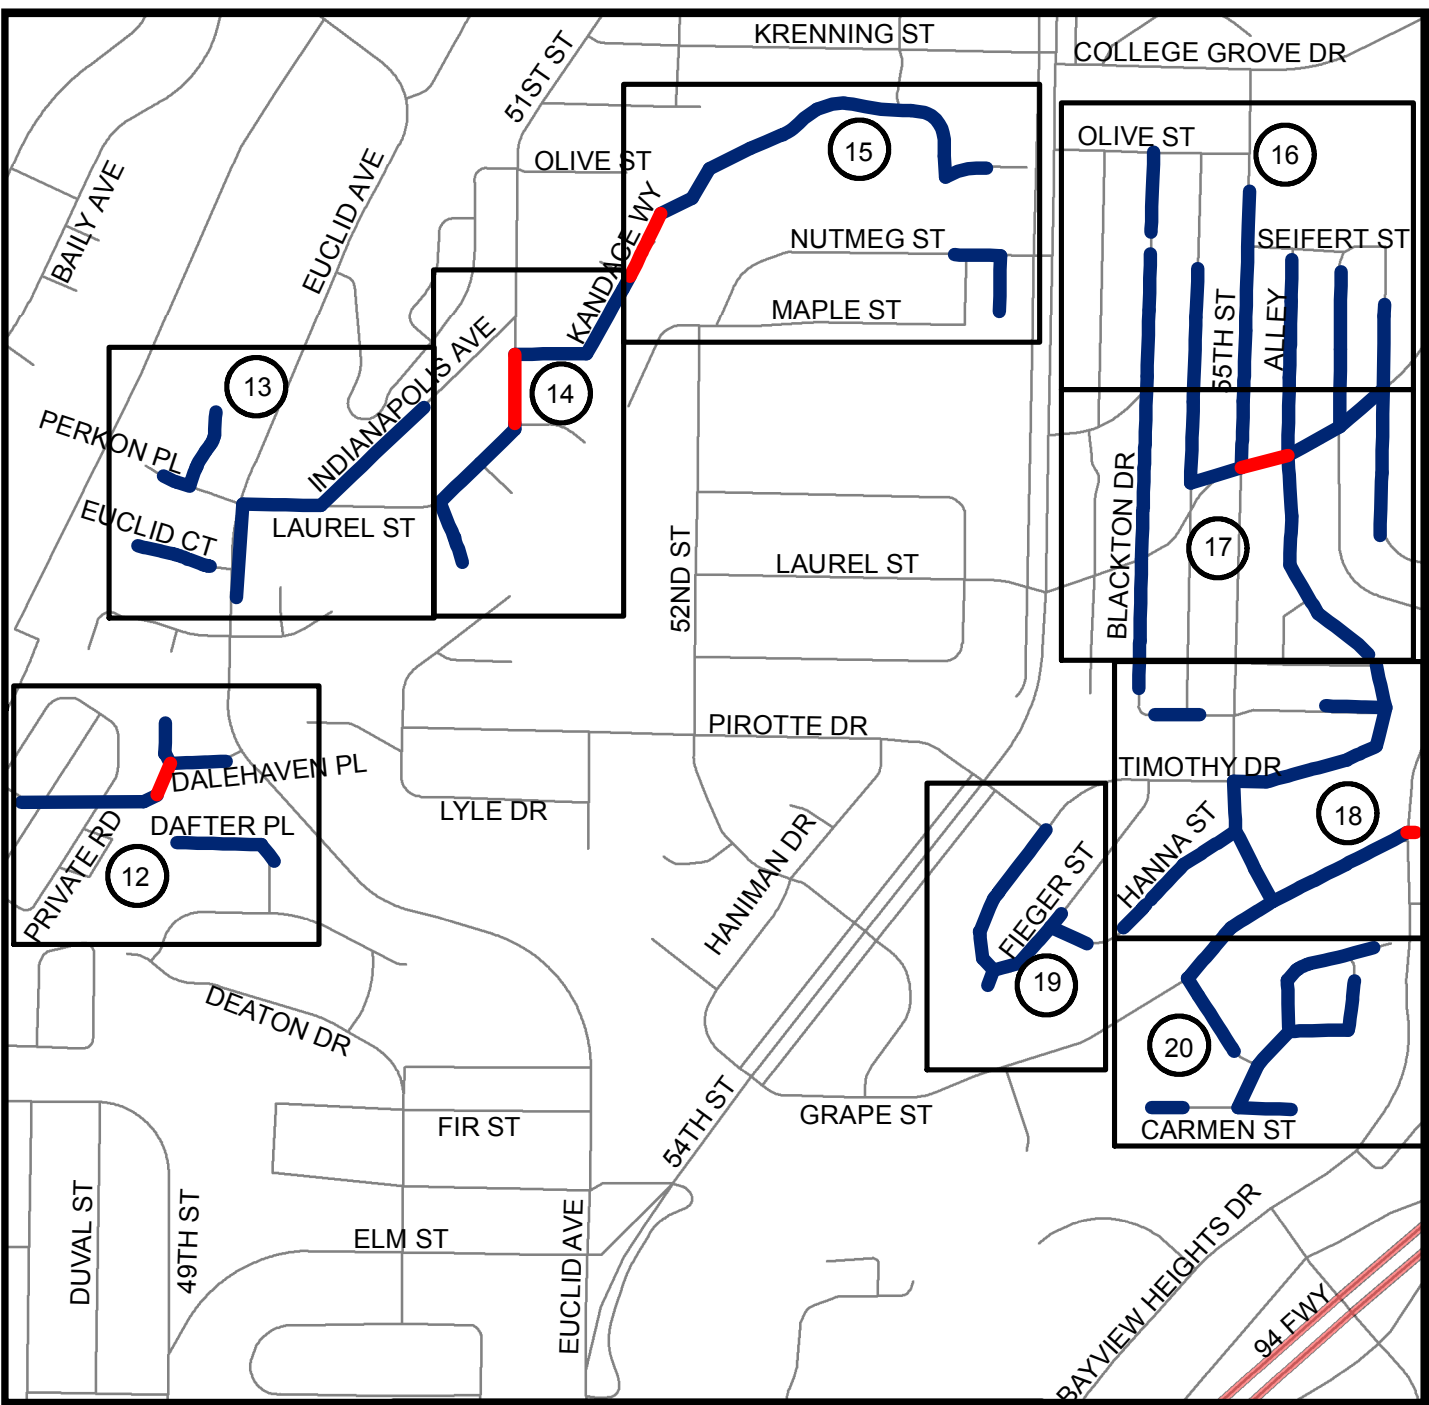 KRENNING ST
COLLEGE GROVE DR
51ST ST
OLIVE ST
15
OLIVE ST
16
BAILY AVE
EUCLID AVE
KANDACE WY
NUTMEG ST
SEIFERT ST
MAPLE ST
55TH ST
ALLEY
13
INDIANAPOLIS AVE
14
PERKON PL
EUCLID CT
LAUREL ST
52ND ST
LAUREL ST
BLACKTON DR
17
PIROTTE DR
DALEHAVEN PL
TIMOTHY DR
LYLE DR
DAFTER PL
PRIVATE RD
12
HANIMAN DR
FIEGER ST
HANNA ST
18
19
DEATON DR
20
54TH ST
GRAPE ST
FIR ST
CARMEN ST
DUVAL ST
49TH ST
ELM ST
EUCLID AVE
BAYVIEW HEIGHTS DR
94 FWY